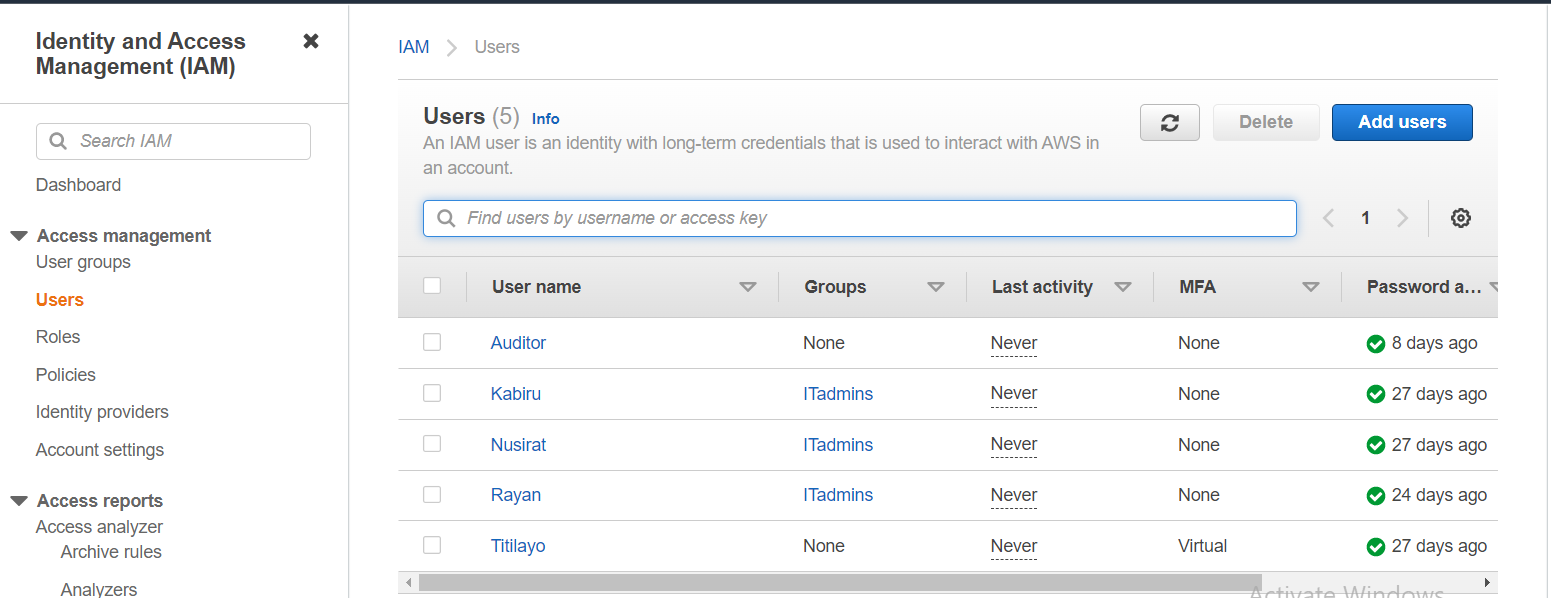 Identity and Access
Management (IAM)
Search IAM
Dashboard
Access management
User groups
Users
Roles
Policies
Identity providers
Account settings
Access reports
Access analyzer
Archive rules
Analyzers
IAM > Users
Users (5) Info
An IAM user is an identity with long-term credentials that is used to interact with AWS in
an account.
Delete
Add users
Find users by username or access key
1
User name Groups Last activity MFA Password a...
Auditor None Never None 8 days ago
Kabiru ITadmins Never None 27 days ago
Nusirat ITadmins Never None 27 days ago
Rayan ITadmins Never None 24 days ago
Titilayo None Never Virtual 27 days ago
Activate Windows